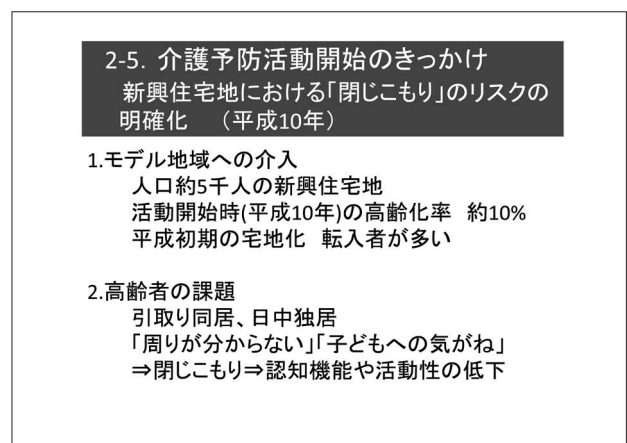 2-5. 介護予防活動開始のきっかけ
新興住宅地における「閉じこもり」のリスクの
明確化　（平成10年）
1.モデル地域への介入
人口約5千人の新興住宅地
活動開始時(平成10年)の高齢化率　約10%
平成初期の宅地化　転入者が多い
2.高齢者の課題
引取り同居、日中独居
「周りが分からない」「子どもへの気がね」
⇒閉じこもり⇒認知機能や活動性の低下